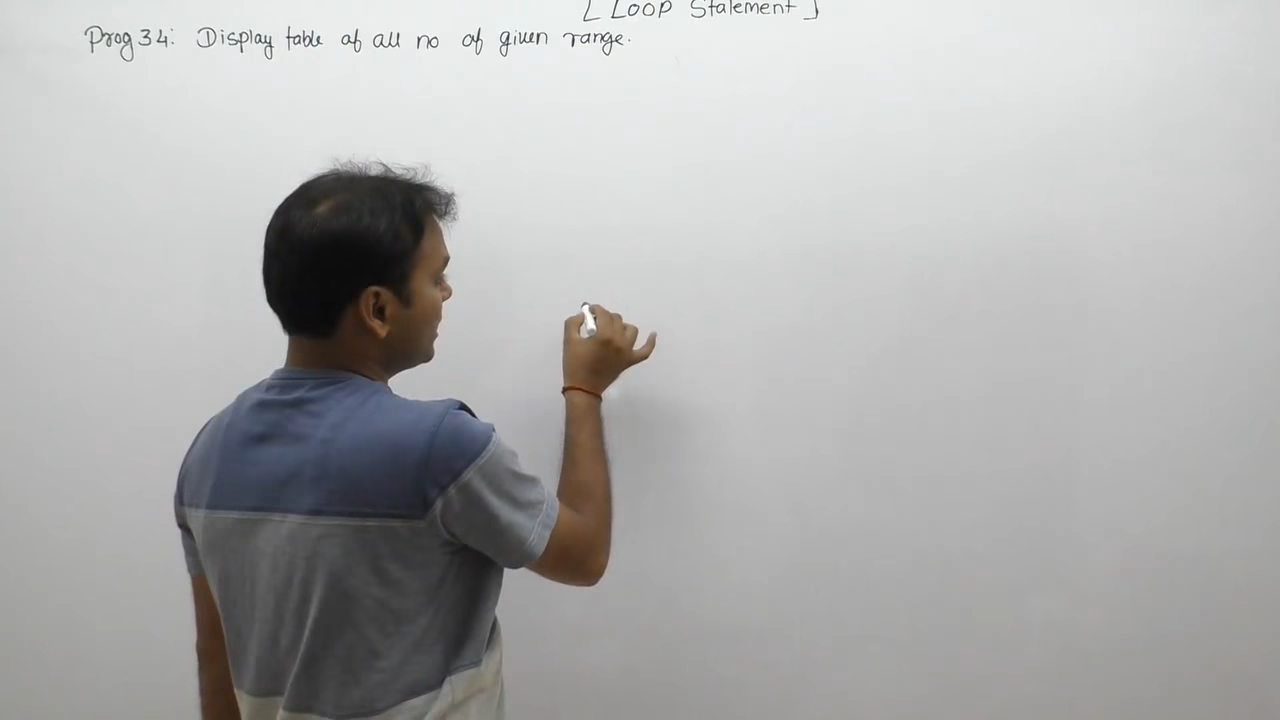 [ Loop Statement ]
Prog 34: Display table of all no of given range.